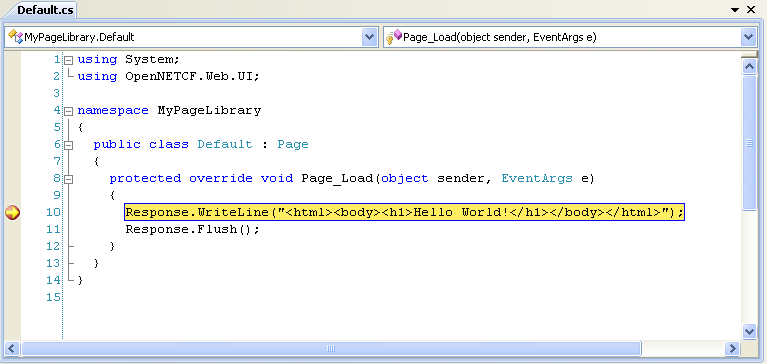 Default.cs
MyPageLibrary.Default Page_Load(object sender, EventArgs e)
1 using System;
2 using OpenNETCF.Web.UI;
3
4 namespace MyPageLibrary
5 {
6 public class Default : Page
7 {
8 protected override void Page_Load(object sender, EventArgs e)
9 {
10 Response.WriteLine("<html><body><h1>Hello World!</h1></body></html>");
11 Response.Flush();
12 }
13 }
14 }
15